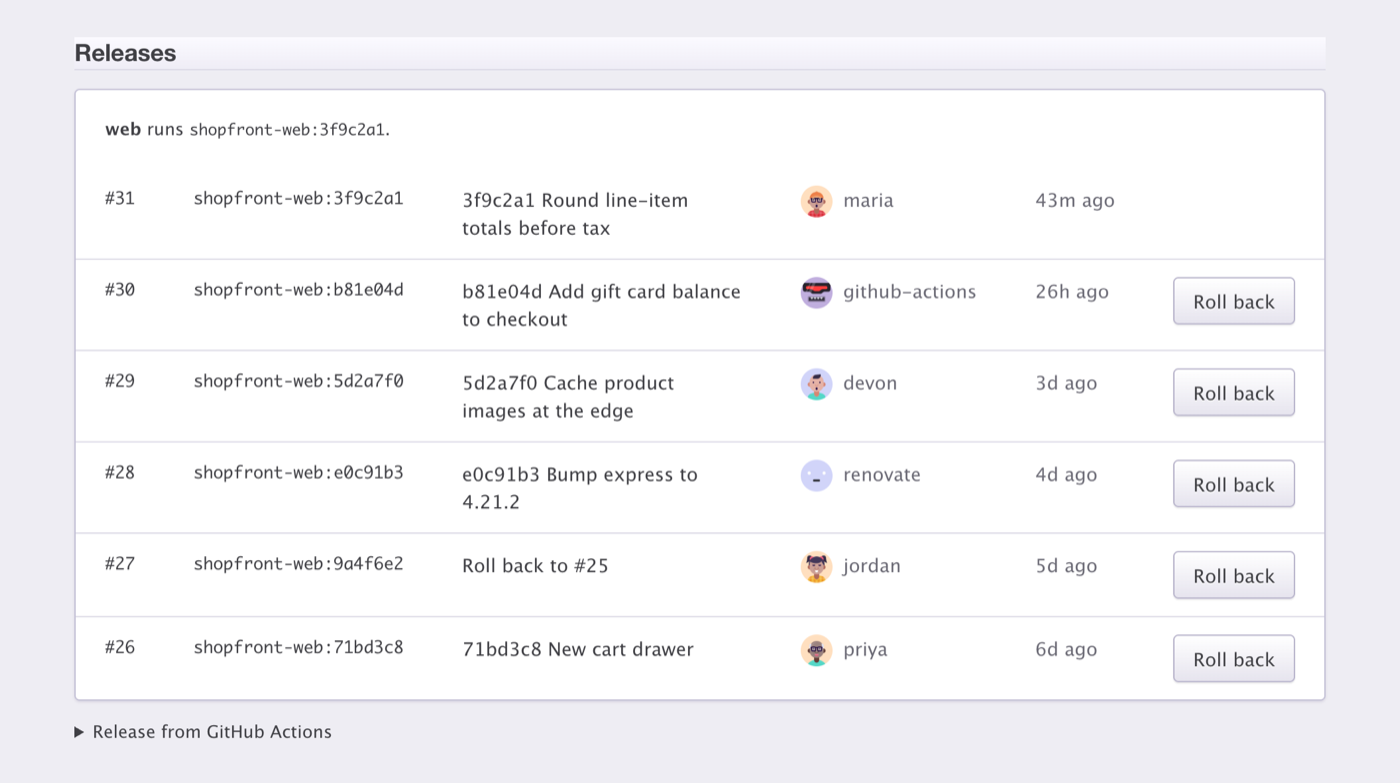 Releases
web runs shopfront-web:3f9c2a1.
#31 shopfront-web:3f9c2a1 3f9c2a1 Round line-item maria 43m ago
totals before tax
#30 shopfront-web:b81e04d b81e04d Add gift card balance github-actions 26h ago Roll back
to checkout
#29 shopfront-web:5d2a7f0 5d2a7f0 Cache product devon 3d ago Roll back
images at the edge
#28 shopfront-web:e0c91b3 e0c91b3 Bump express to renovate 4d ago Roll back
4.21.2
#27 shopfront-web:9a4f6e2 Roll back to #25 jordan 5d ago Roll back
#26 shopfront-web:71bd3c8 71bd3c8 New cart drawer priya 6d ago Roll back
Release from GitHub Actions